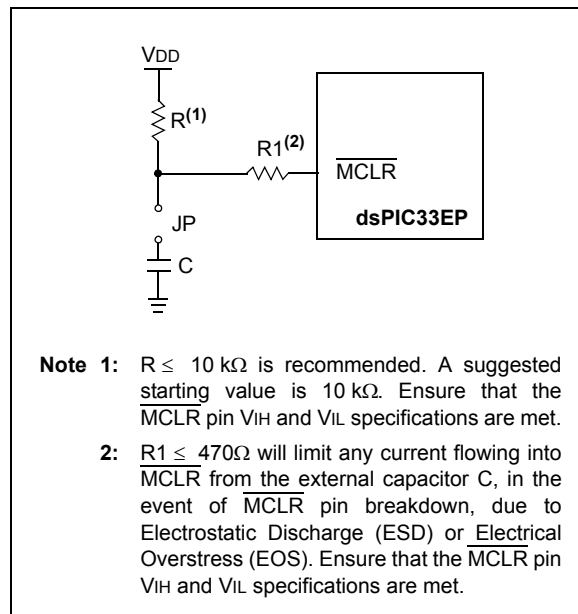 VDD
R(1)
R1(2)
MCLR
JP
dsPIC33EP
C
Note 1: R ≤ 10 kΩ is recommended. A suggested
starting value is 10 kΩ. Ensure that the
MCLR pin VIH and VIL specifications are met.
2: R1 ≤ 470Ω will limit any current flowing into
MCLR from the external capacitor C, in the
event of MCLR pin breakdown, due to
Electrostatic Discharge (ESD) or Electrical
Overstress (EOS). Ensure that the MCLR pin
VIH and VIL specifications are met.